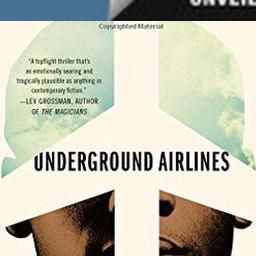 Copyrighted Material
"A topflight thriller that's
as emotionally searing and
tragically plausible as anything in
contemporary fiction."
—LEV GROSSMAN, AUTHOR
OF THE MAGICIANS
UNDERGROUND AIRLINES